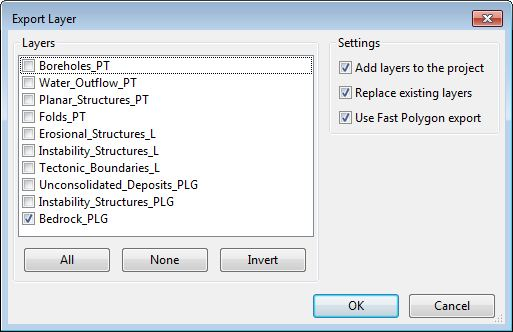 Export Layer
Layers
Boreholes_PT
Water_Outflow_PT
Planar_Structures_PT
Folds_PT
Erosional_Structures_L
Instability_Structures_L
Tectonic_Boundaries_L
Unconsolidated_Deposits_PLG
Instability_Structures_PLG
Bedrock_PLG
All
None
Invert
Settings
Add layers to the project
Replace existing layers
Use Fast Polygon export
OK
Cancel